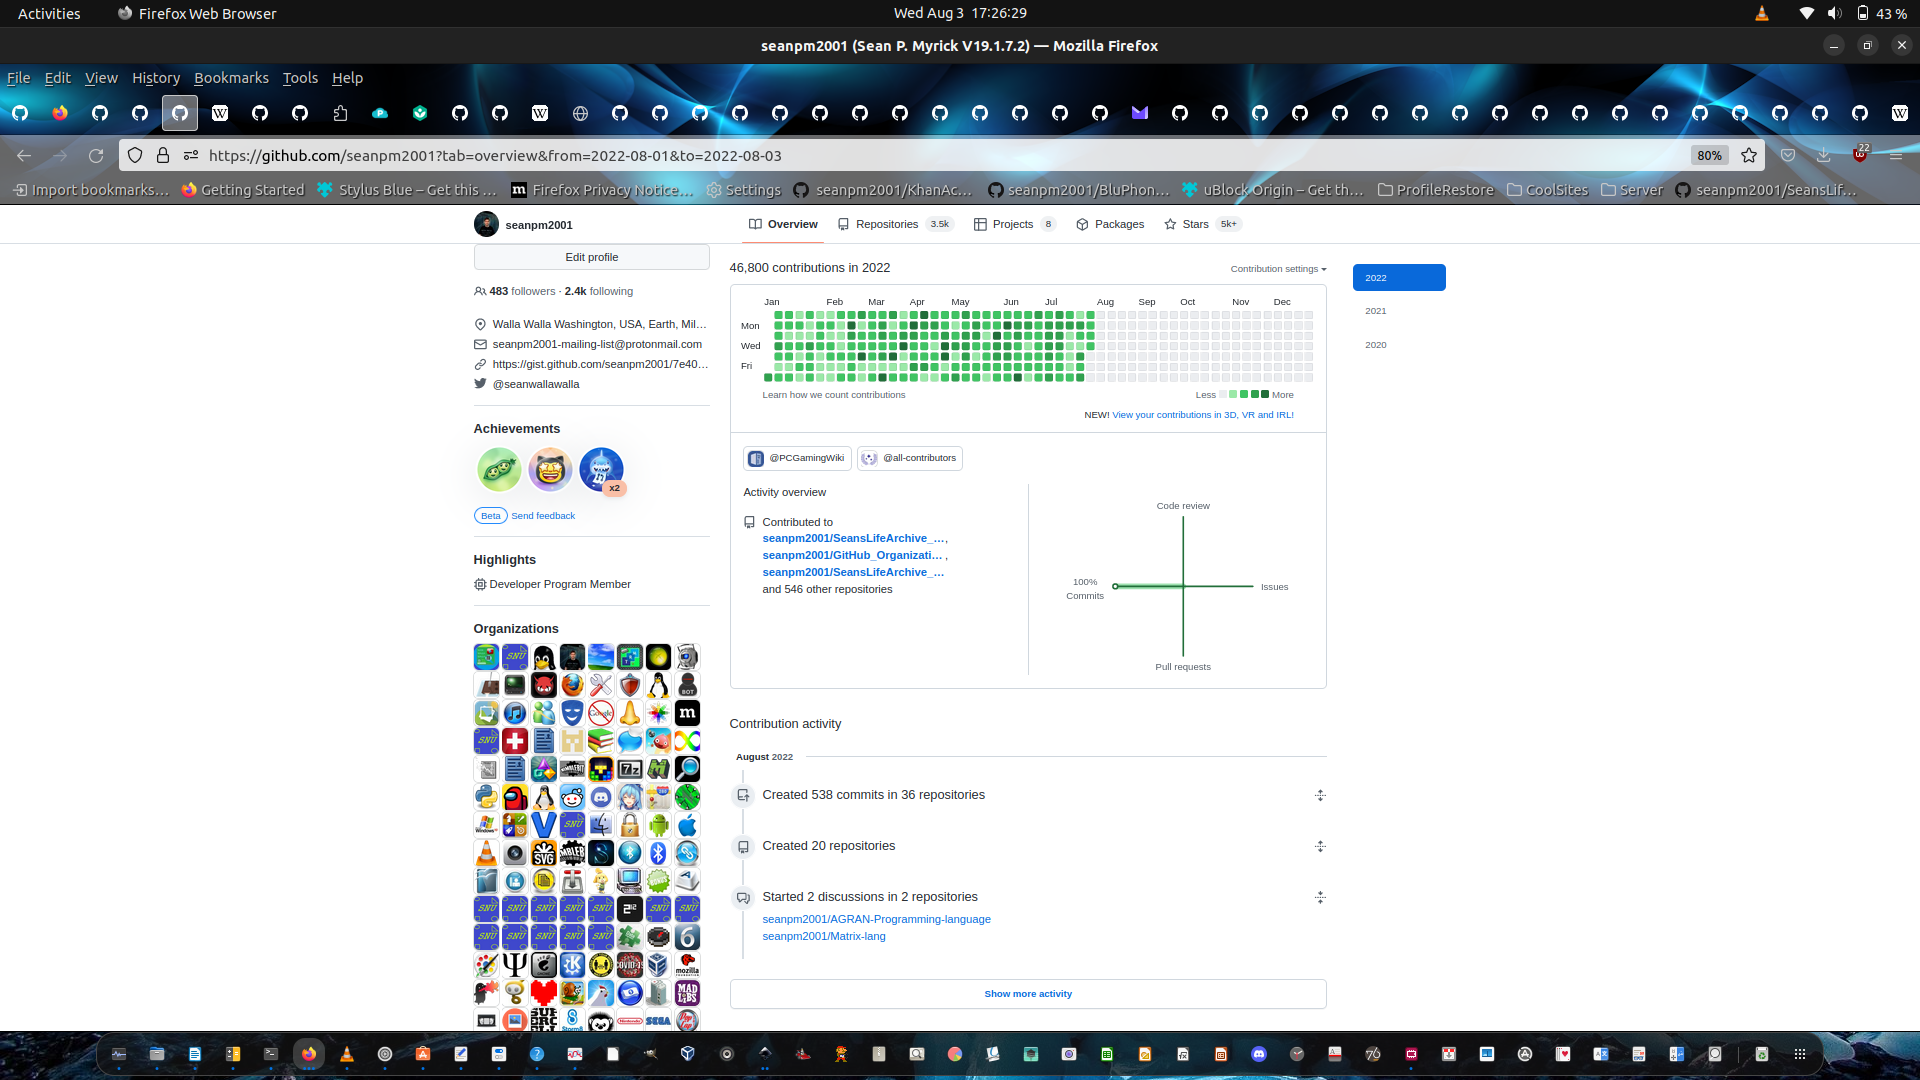 Activities
Firefox Web Browser
Wed Aug 3 17:26:29
43 %
seanpm2001 (Sean P. Myrick V19.1.7.2) — Mozilla Firefox
File Edit View History Bookmarks Tools Help
https://github.com/seanpm2001?tab=overview&from=2022-08-01&to=2022-08-03
80%
22
Import bookmarks…
Getting Started
Stylus Blue – Get this …
Firefox Privacy Notice…
Settings
seanpm2001/KhanAc…
seanpm2001/BluPhon…
uBlock Origin – Get th…
ProfileRestore
CoolSites
Server
seanpm2001/SeansLif…
seanpm2001
Overview
Repositories 3.5k
Projects 8
Packages
Stars 5k+
Edit profile
483 followers · 2.4k following
Walla Walla Washington, USA, Earth, Mil…
seanpm2001-mailing-list@protonmail.com
https://gist.github.com/seanpm2001/7e40…
@seanwallawalla
Achievements
x2
Beta Send feedback
Highlights
Developer Program Member
Organizations
46,800 contributions in 2022
Contribution settings
2022
2021
2020
Jan Feb Mar Apr May Jun Jul Aug Sep Oct Nov Dec
Mon
Wed
Fri
Learn how we count contributions
Less More
NEW! View your contributions in 3D, VR and IRL!
@PCGamingWiki
@all-contributors
Activity overview
Contributed to
seanpm2001/SeansLifeArchive_…,
seanpm2001/GitHub_Organizati… ,
seanpm2001/SeansLifeArchive_…
and 546 other repositories
Code review
100%
Commits
Issues
Pull requests
Contribution activity
August 2022
Created 538 commits in 36 repositories
Created 20 repositories
Started 2 discussions in 2 repositories
seanpm2001/AGRAN-Programming-language
seanpm2001/Matrix-lang
Show more activity